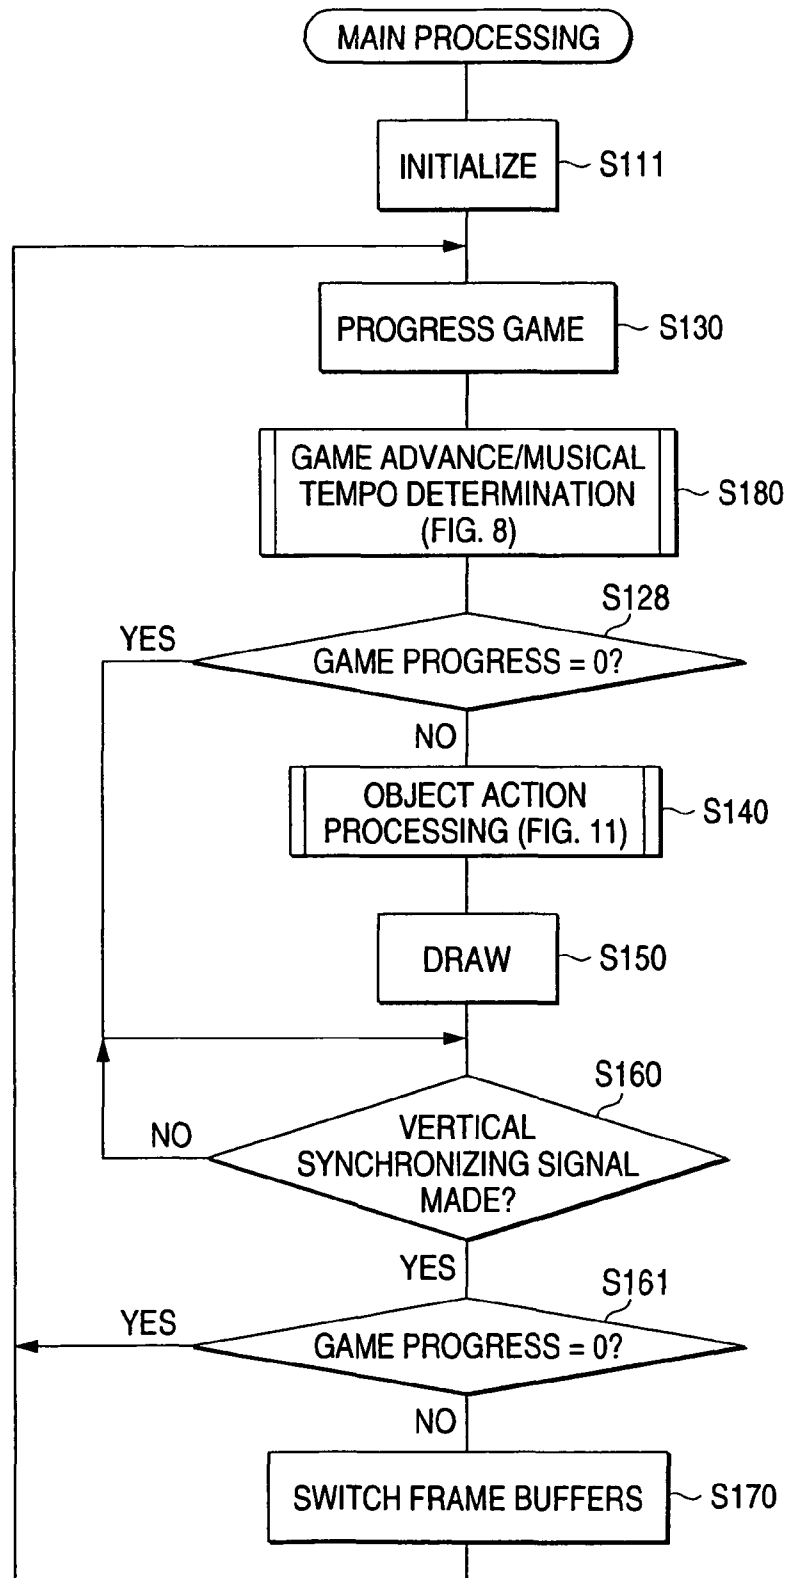 MAIN PROCESSING
INITIALIZE
S111
PROGRESS GAME
S130
GAME ADVANCE/MUSICAL
TEMPO DETERMINATION
(FIG. 8)
S180
S128
YES
GAME PROGRESS = 0?
NO
OBJECT ACTION
PROCESSING (FIG. 11)
S140
DRAW
S150
S160
NO
VERTICAL
SYNCHRONIZING SIGNAL
MADE?
YES
S161
YES
GAME PROGRESS = 0?
NO
SWITCH FRAME BUFFERS
S170